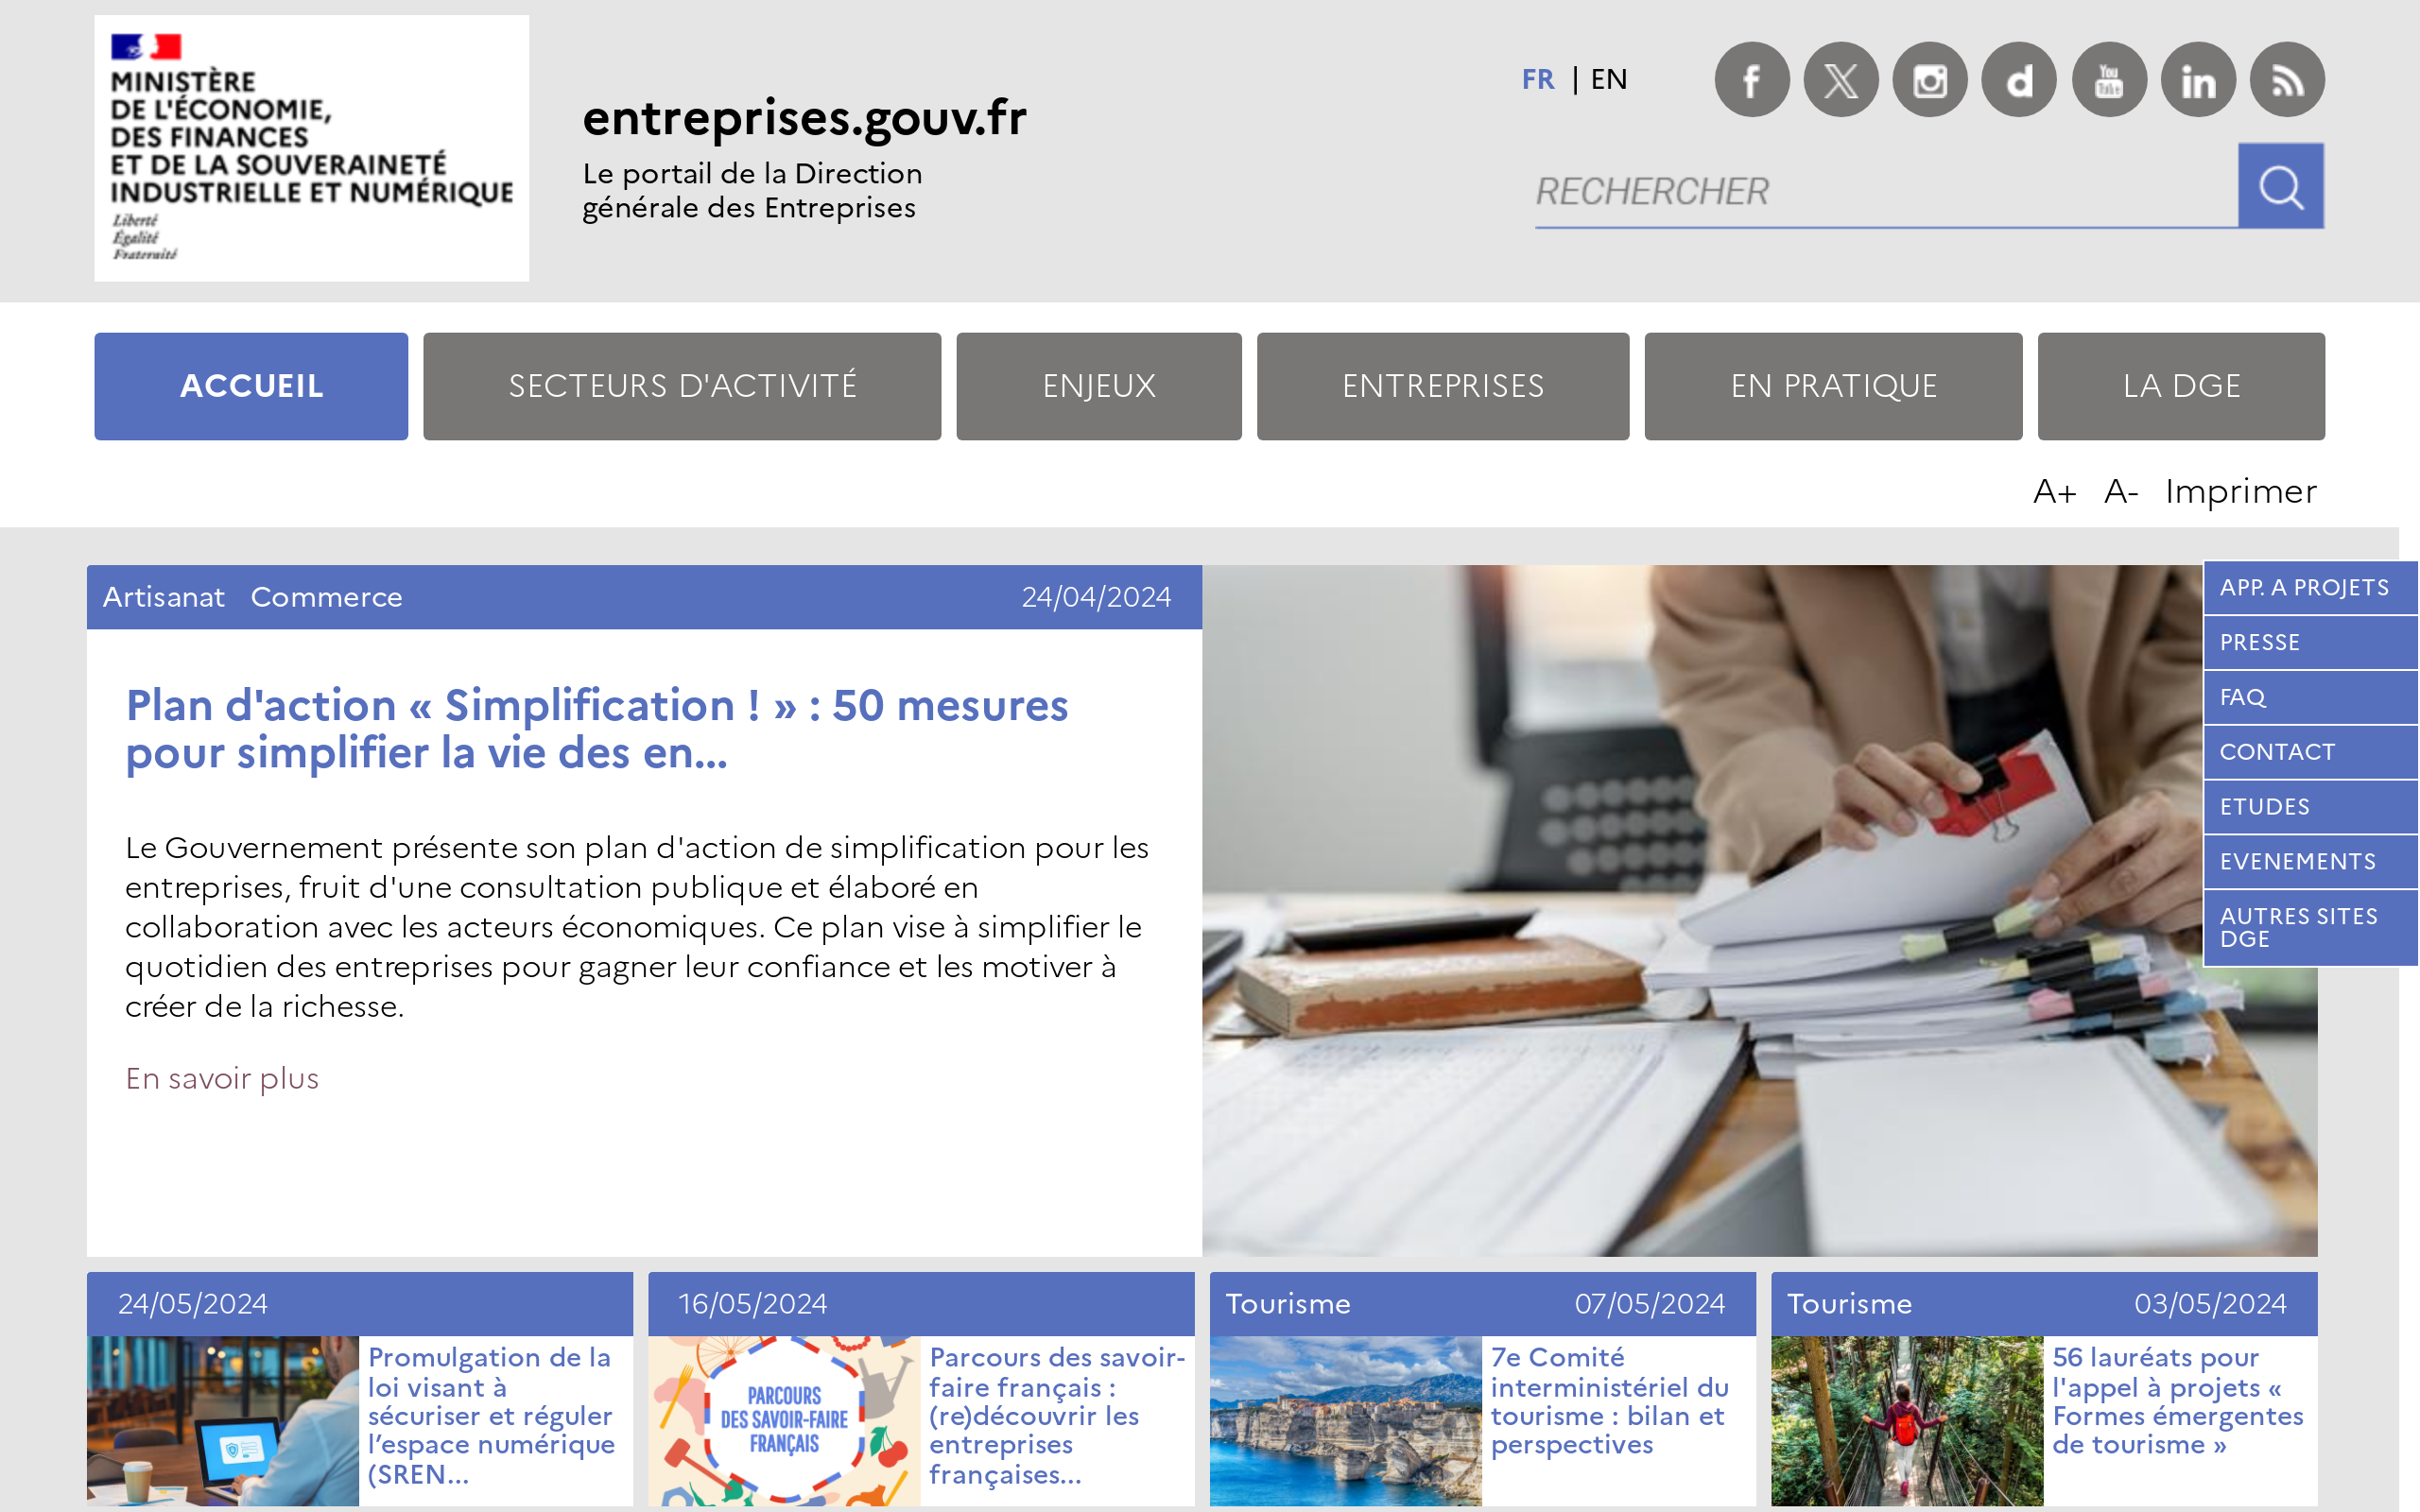 MINISTÈRE
DE L'ÉCONOMIE,
DES FINANCES
ET DE LA SOUVERAINETÉ
INDUSTRIELLE ET NUMÉRIQUE
Liberté
Égalité
Fraternité
entreprises.gouv.fr
Le portail de la Direction
générale des Entreprises
FR | EN
RECHERCHER
ACCUEIL
SECTEURS D'ACTIVITÉ
ENJEUX
ENTREPRISES
EN PRATIQUE
LA DGE
A+ A- Imprimer
Artisanat Commerce 24/04/2024
Plan d'action « Simplification ! » : 50 mesures
pour simplifier la vie des en...
Le Gouvernement présente son plan d'action de simplification pour les
entreprises, fruit d'une consultation publique et élaboré en
collaboration avec les acteurs économiques. Ce plan vise à simplifier le
quotidien des entreprises pour gagner leur confiance et les motiver à
créer de la richesse.
En savoir plus
APP. A PROJETS
PRESSE
FAQ
CONTACT
ETUDES
EVENEMENTS
AUTRES SITES
DGE
24/05/2024
Promulgation de la
loi visant à
sécuriser et réguler
l’espace numérique
(SREN...
16/05/2024
PARCOURS
DES SAVOIR-FAIRE
FRANÇAIS
Parcours des savoir-
faire français :
(re)découvrir les
entreprises
françaises...
Tourisme 07/05/2024
7e Comité
interministériel du
tourisme : bilan et
perspectives
Tourisme 03/05/2024
56 lauréats pour
l'appel à projets «
Formes émergentes
de tourisme »